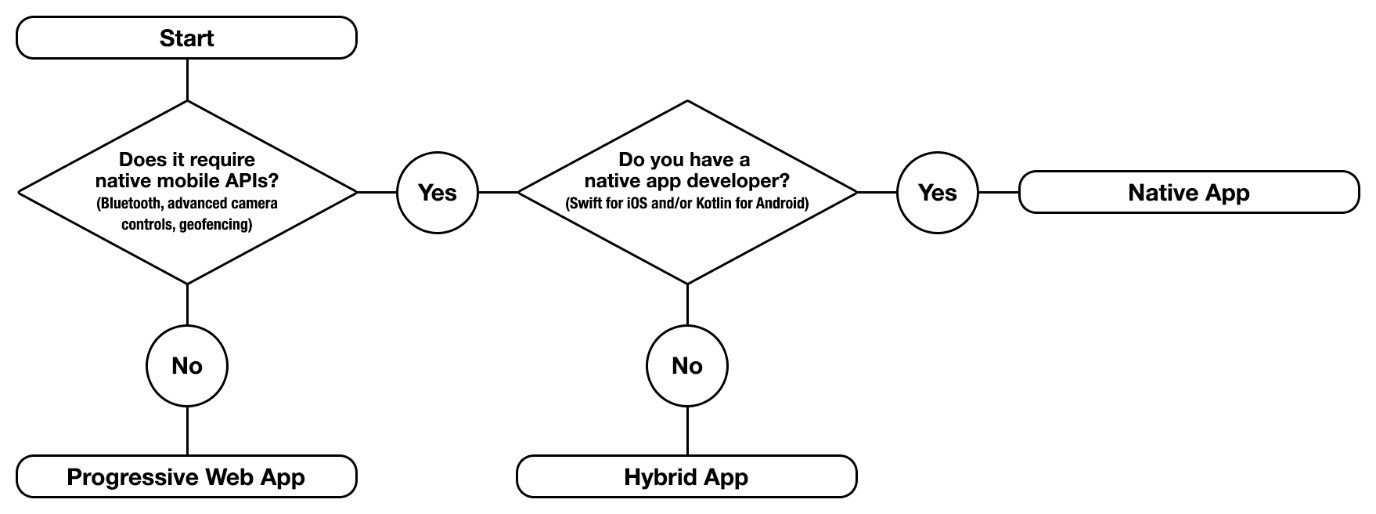 Start
Does it require
native mobile APIs?
(Bluetooth, advanced camera
controls, geofencing)
Yes
Do you have a
native app developer?
(Swift for iOS and/or Kotlin for Android)
Yes
Native App
No
No
Progressive Web App
Hybrid App